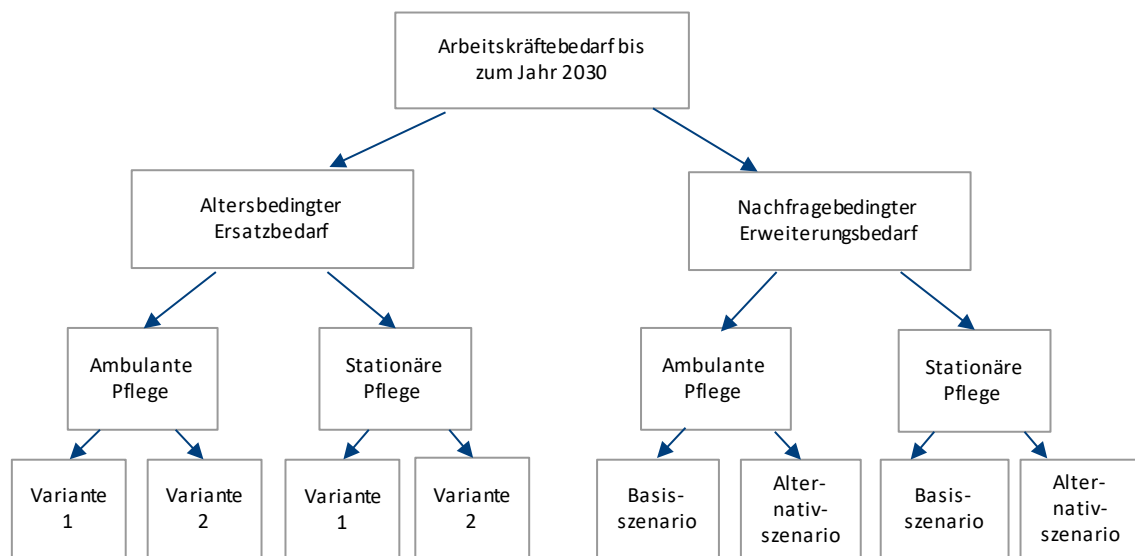 Arbeitskräftebedarf bis
zum Jahr 2030
Altersbedingter
Ersatzbedarf
Nachfragebedingter
Erweiterungsbedarf
Ambulante
Pflege
Stationäre
Pflege
Ambulante
Pflege
Stationäre
Pflege
Variante
1
Variante
2
Variante
1
Variante
2
Basis-
szenario
Alter-
nativ-
szenario
Basis-
szenario
Alter-
nativ-
szenario